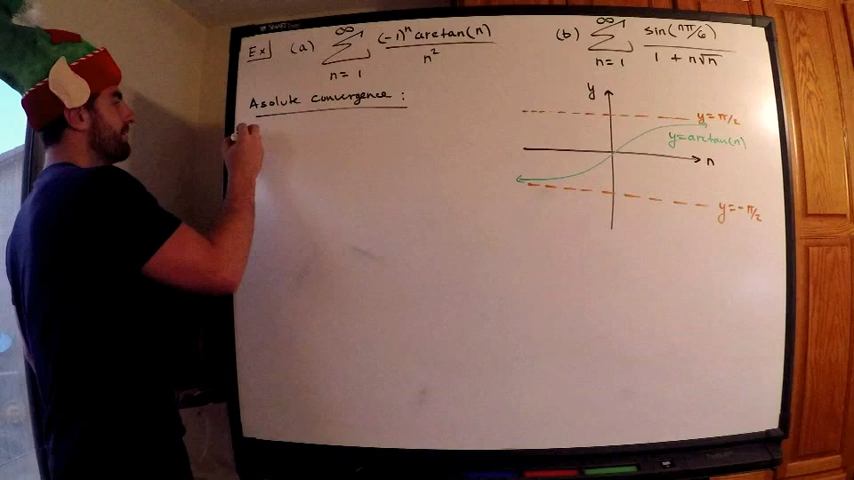 Ex] (a) ∞ Σ n = 1 (-1)^n arctan(n) / n^2
(b) ∞ Σ n = 1 sin(nπ/6) / 1 + n√n
Asolute convergence :
y
y = π/2
y=arctan(n)
n
y = -π/2